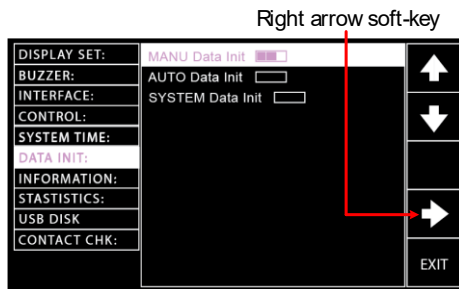 Right arrow soft-key
DISPLAY SET:
BUZZER:
INTERFACE:
CONTROL:
SYSTEM TIME:
DATA INIT:
INFORMATION:
STASTISTICS:
USB DISK
CONTACT CHK:
MANU Data Init
AUTO Data Init
SYSTEM Data Init
EXIT